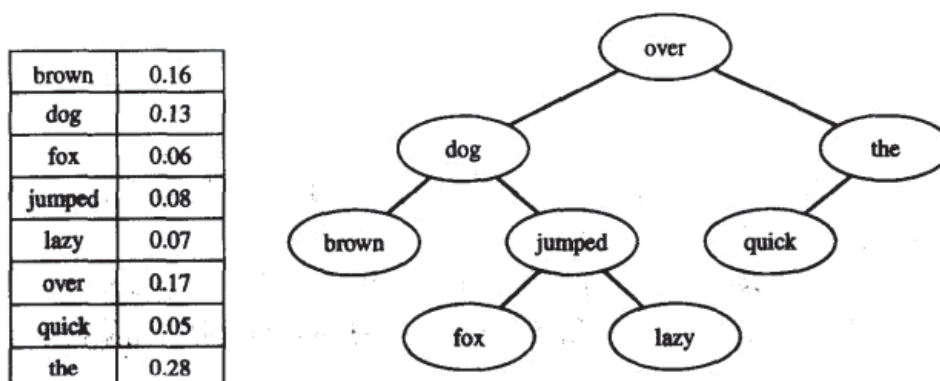 brown 0.16
dog 0.13
fox 0.06
jumped 0.08
lazy 0.07
over 0.17
quick 0.05
the 0.28
over
dog the
brown jumped quick
fox lazy